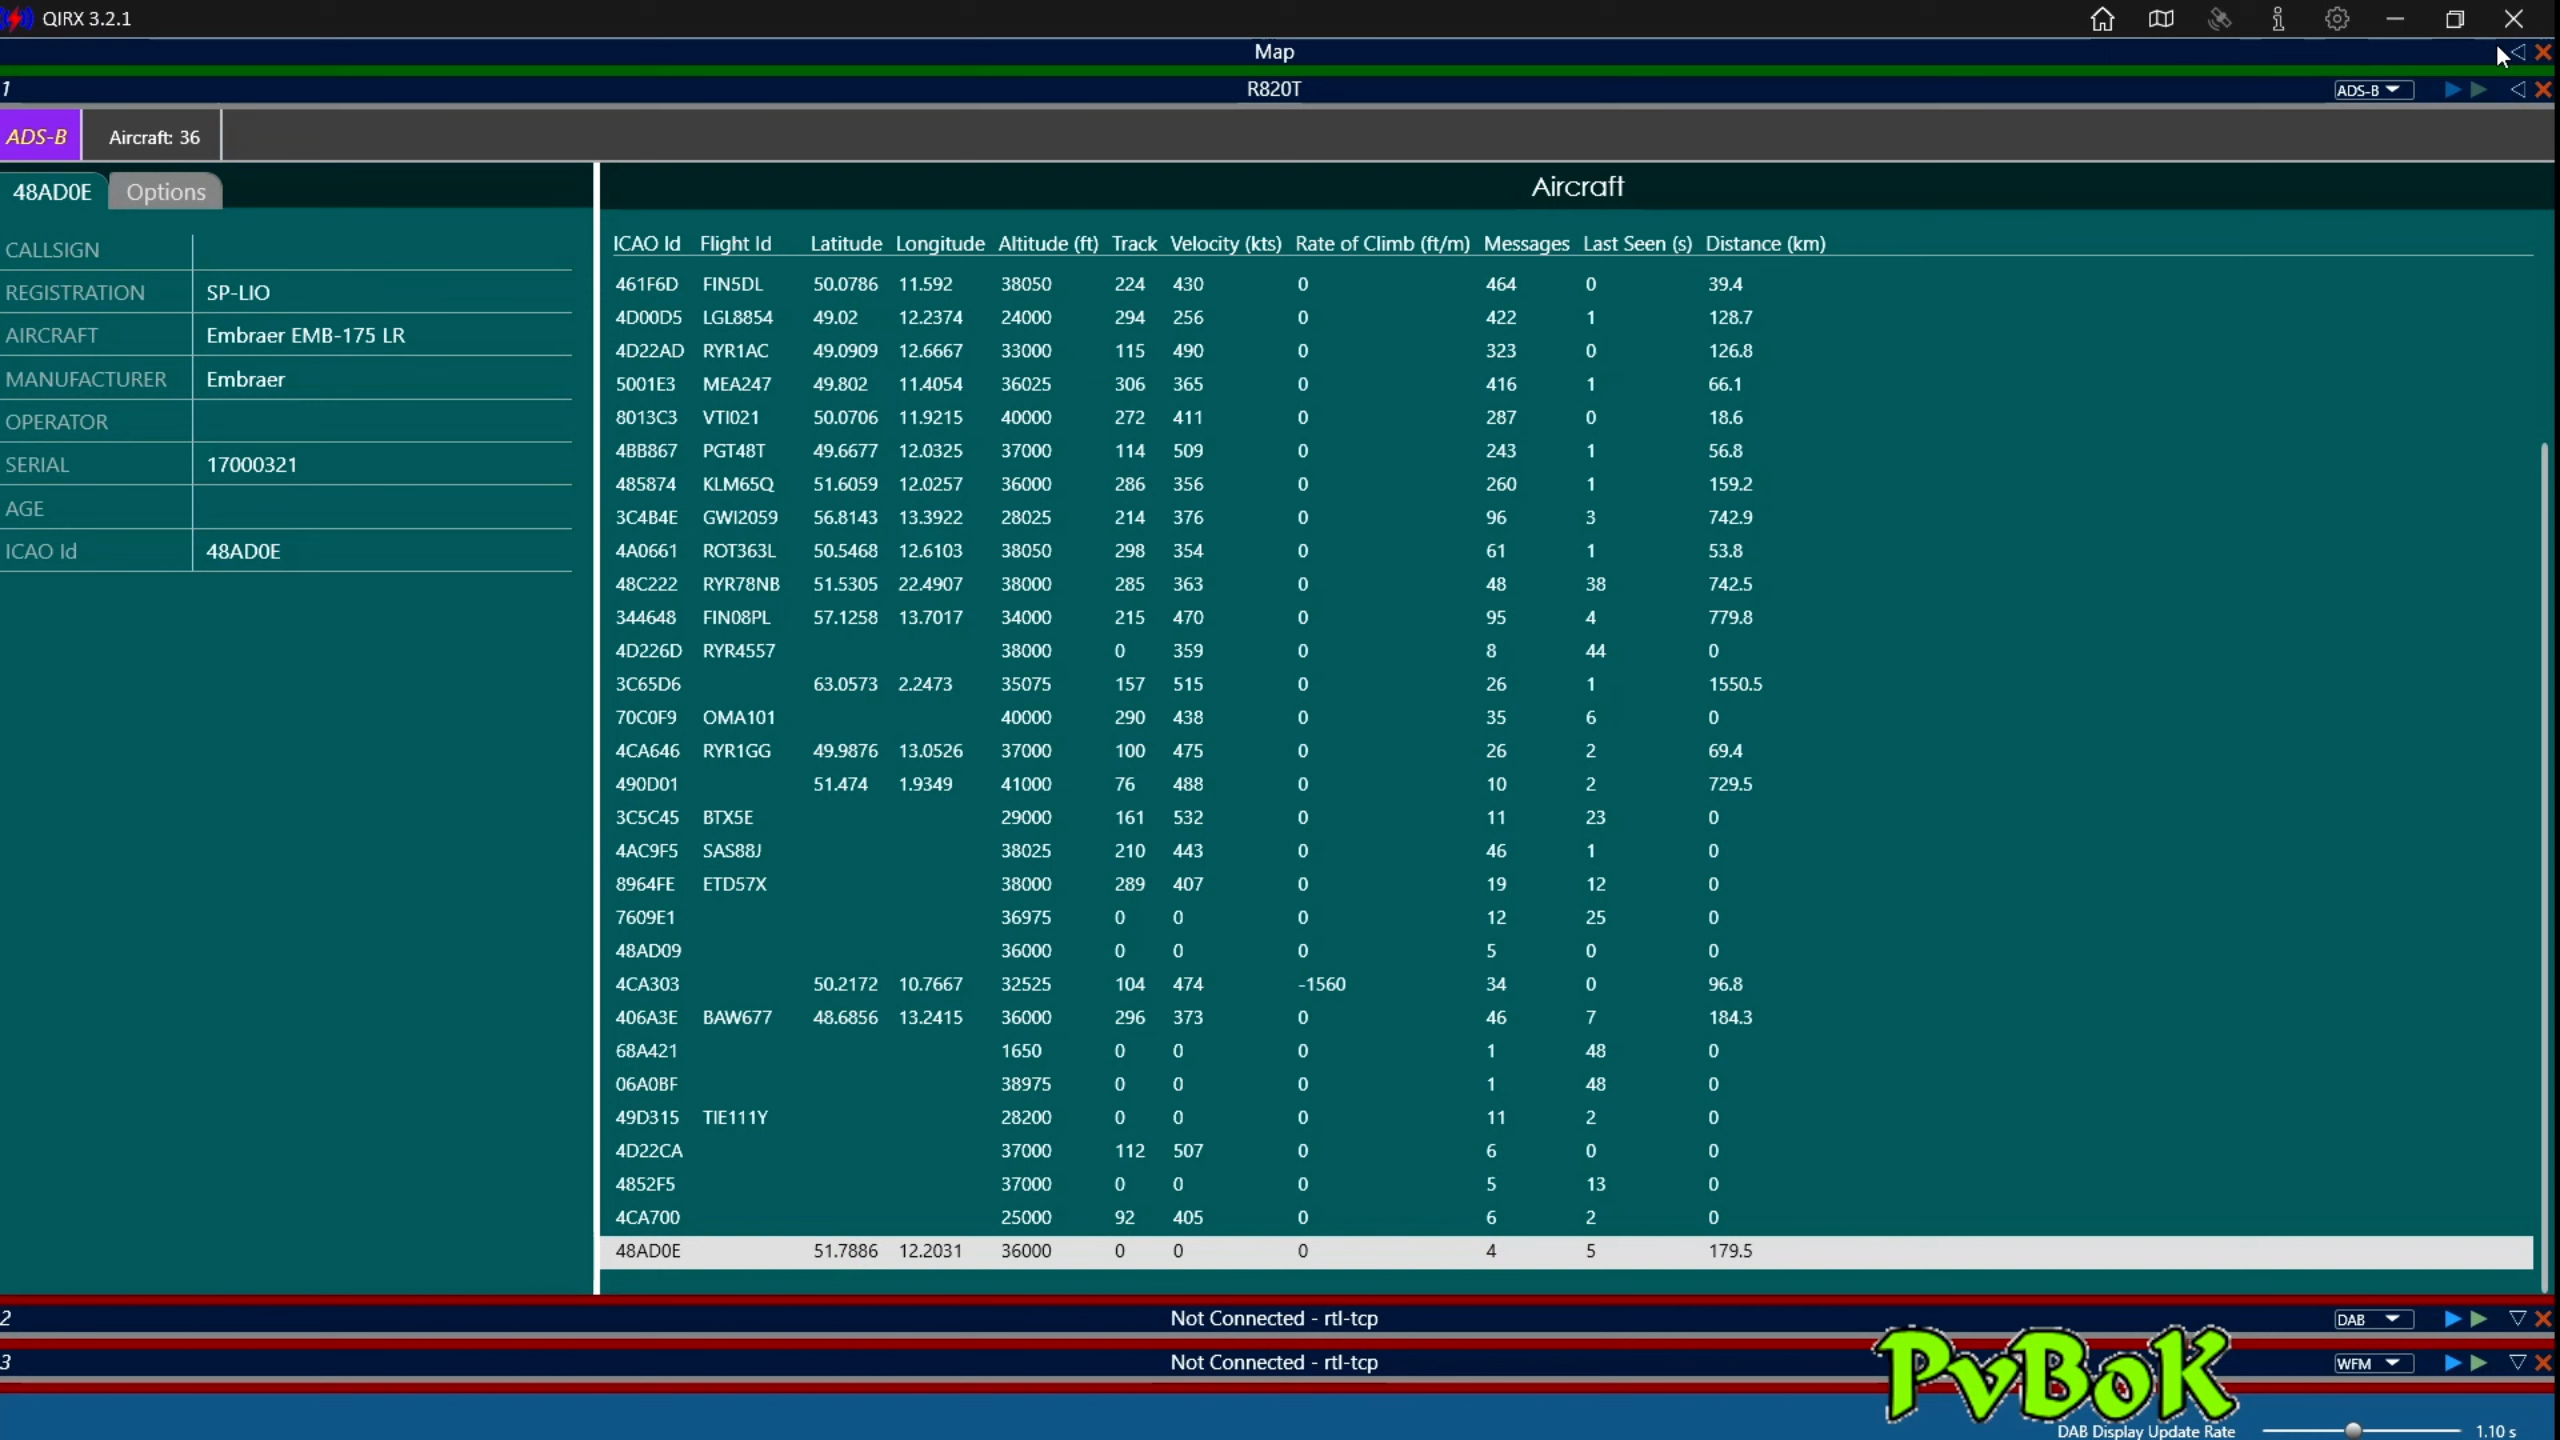 QIRX 3.2.1
Map
1 R820T ADS-B
ADS-B Aircraft: 36
48AD0E Options
CALLSIGN
REGISTRATION SP-LIO
AIRCRAFT Embraer EMB-175 LR
MANUFACTURER Embraer
OPERATOR
SERIAL 17000321
AGE
ICAO Id 48AD0E
Aircraft
ICAO Id Flight Id Latitude Longitude Altitude (ft) Track Velocity (kts) Rate of Climb (ft/m) Messages Last Seen (s) Distance (km)
461F6D FIN5DL 50.0786 11.592 38050 224 430 0 464 0 39.4
4D00D5 LGL8854 49.02 12.2374 24000 294 256 0 422 1 128.7
4D22AD RYR1AC 49.0909 12.6667 33000 115 490 0 323 0 126.8
5001E3 MEA247 49.802 11.4054 36025 306 365 0 416 1 66.1
8013C3 VTI021 50.0706 11.9215 40000 272 411 0 287 0 18.6
4BB867 PGT48T 49.6677 12.0325 37000 114 509 0 243 1 56.8
485874 KLM65Q 51.6059 12.0257 36000 286 356 0 260 1 159.2
3C4B4E GWI2059 56.8143 13.3922 28025 214 376 0 96 3 742.9
4A0661 ROT363L 50.5468 12.6103 38050 298 354 0 61 1 53.8
48C222 RYR78NB 51.5305 22.4907 38000 285 363 0 48 38 742.5
344648 FIN08PL 57.1258 13.7017 34000 215 470 0 95 4 779.8
4D226D RYR4557 38000 0 359 0 8 44 0
3C65D6 63.0573 2.2473 35075 157 515 0 26 1 1550.5
70C0F9 OMA101 40000 290 438 0 35 6 0
4CA646 RYR1GG 49.9876 13.0526 37000 100 475 0 26 2 69.4
490D01 51.474 1.9349 41000 76 488 0 10 2 729.5
3C5C45 BTX5E 29000 161 532 0 11 23 0
4AC9F5 SAS88J 38025 210 443 0 46 1 0
8964FE ETD57X 38000 289 407 0 19 12 0
7609E1 36975 0 0 0 12 25 0
48AD09 36000 0 0 0 5 0 0
4CA303 50.2172 10.7667 32525 104 474 -1560 34 0 96.8
406A3E BAW677 48.6856 13.2415 36000 296 373 0 46 7 184.3
68A421 1650 0 0 0 1 48 0
06A0BF 38975 0 0 0 1 48 0
49D315 TIE111Y 28200 0 0 0 11 2 0
4D22CA 37000 112 507 0 6 0 0
4852F5 37000 0 0 0 5 13 0
4CA700 25000 92 405 0 6 2 0
48AD0E 51.7886 12.2031 36000 0 0 0 4 5 179.5
2 Not Connected - rtl-tcp DAB
3 Not Connected - rtl-tcp WFM
PvBoK
DAB Display Update Rate 1.10 s